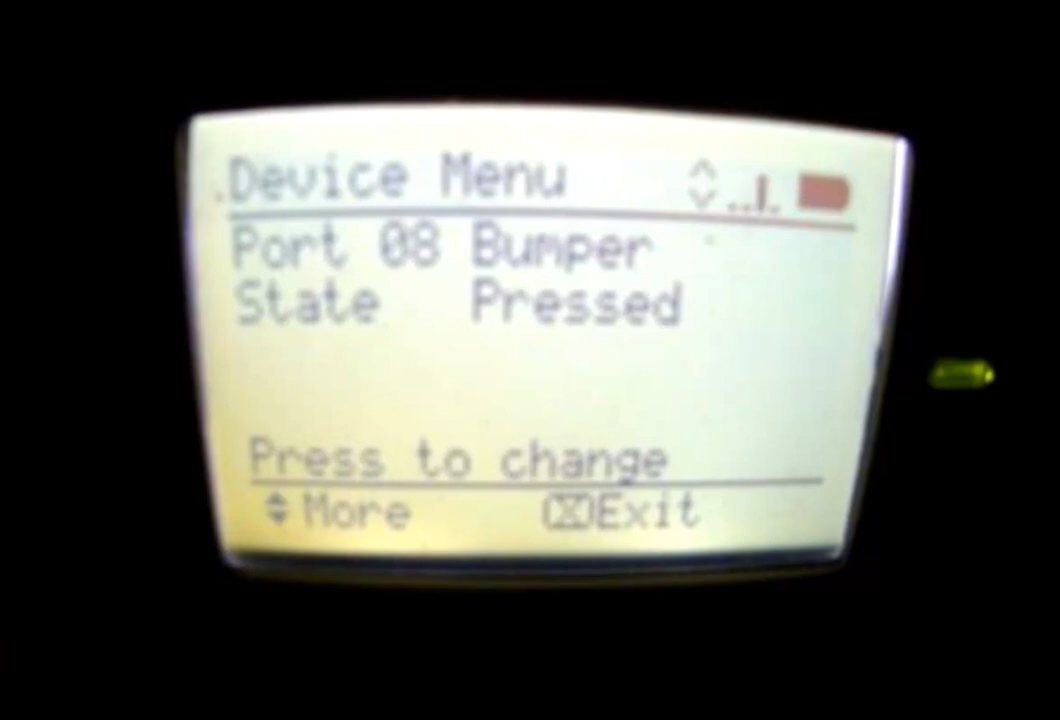 Device Menu
Port 08 Bumper
State Pressed
Press to change
More (X)Exit